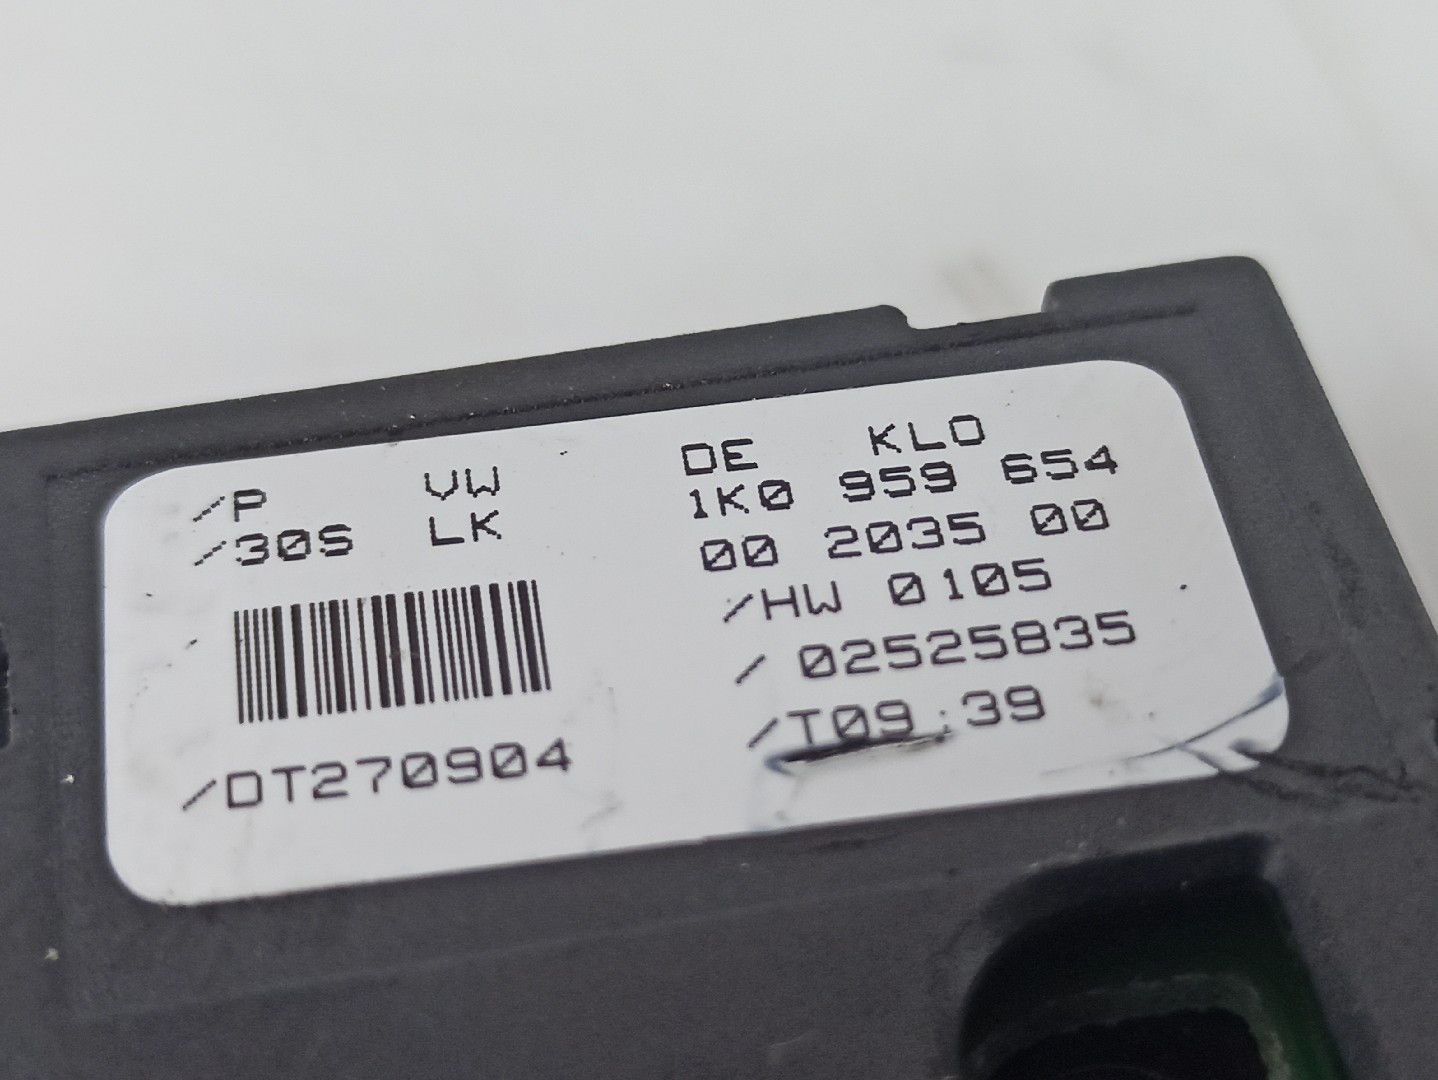 /P VW
/30S LK
/DT270904
DE KLO
1K0 959 654
00 2035 00
/HW 0105
/ 02525835
/T09:39